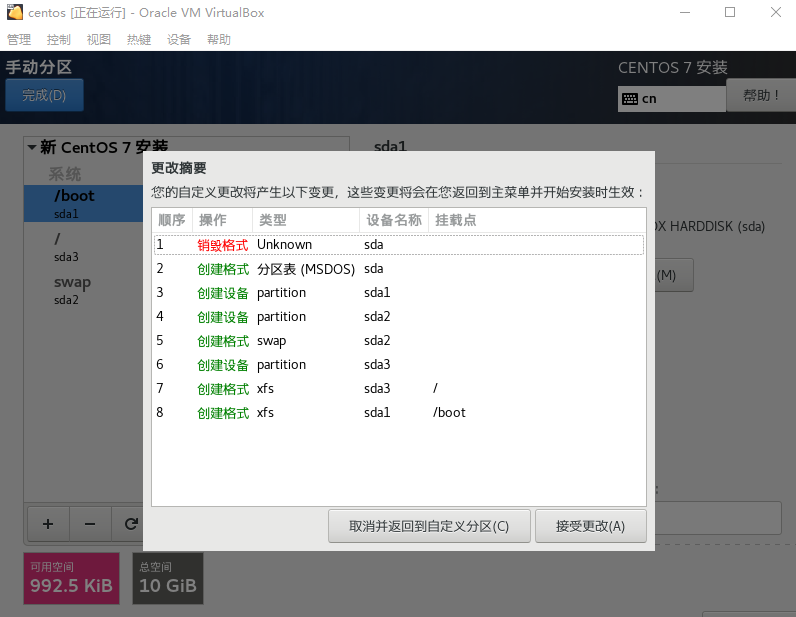 centos [正在运行] - Oracle VM VirtualBox
管理 控制 视图 热键 设备 帮助
手动分区
CENTOS 7 安装
完成(D)
cn
帮助！
新 CentOS 7 安装
sda1
系统
/boot
sda1
/
sda3
swap
sda2
OX HARDDISK (sda)
(M)
更改摘要
您的自定义更改将产生以下变更，这些变更将会在您返回到主菜单并开始安装时生效：
顺序 操作 类型 设备名称 挂载点
1 销毁格式 Unknown sda
2 创建格式 分区表 (MSDOS) sda
3 创建设备 partition sda1
4 创建设备 partition sda2
5 创建格式 swap sda2
6 创建设备 partition sda3
7 创建格式 xfs sda3 /
8 创建格式 xfs sda1 /boot
取消并返回到自定义分区(C) 接受更改(A)
+ −
可用空间
992.5 KiB
总空间
10 GiB